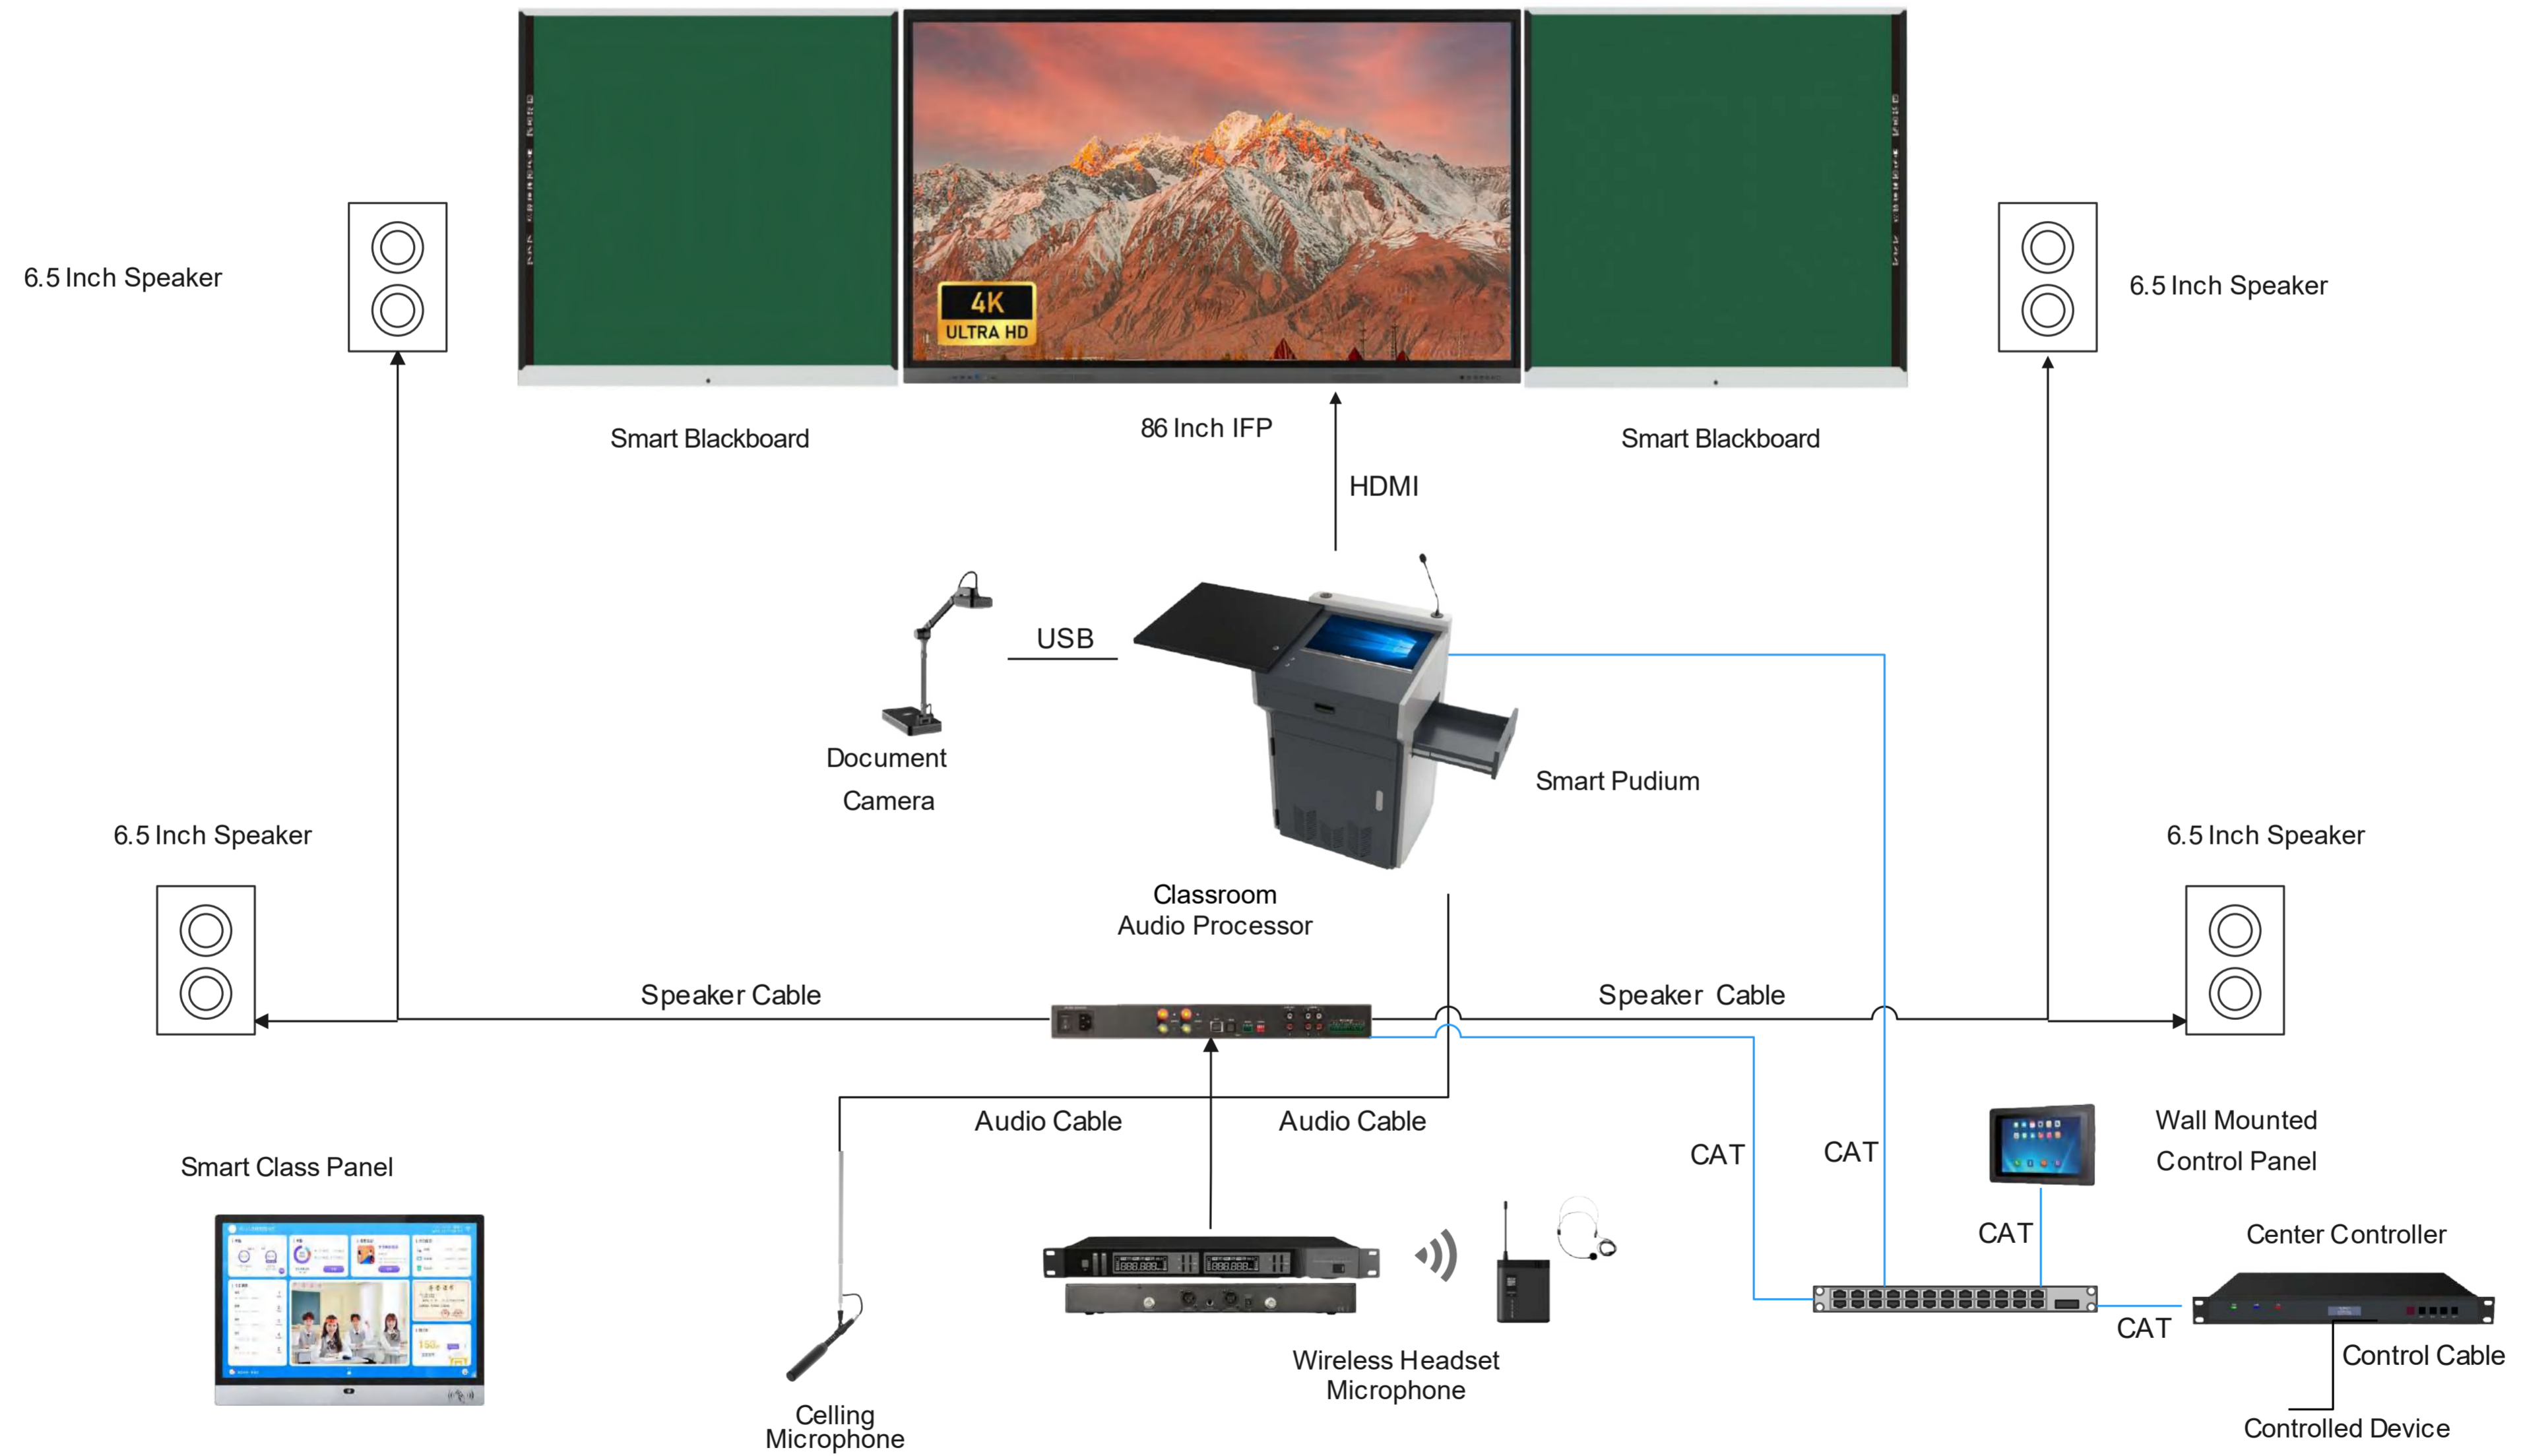 4K
ULTRA HD
6.5 Inch Speaker
6.5 Inch Speaker
Smart Blackboard
86 Inch IFP
Smart Blackboard
HDMI
USB
Document
Camera
Smart Pudium
6.5 Inch Speaker
6.5 Inch Speaker
Classroom
Audio Processor
Speaker Cable
Speaker Cable
Audio Cable
Audio Cable
CAT
CAT
Wall Mounted
Control Panel
Smart Class Panel
CAT
Center Controller
CAT
Control Cable
Wireless Headset
Microphone
Celling
Microphone
Controlled Device